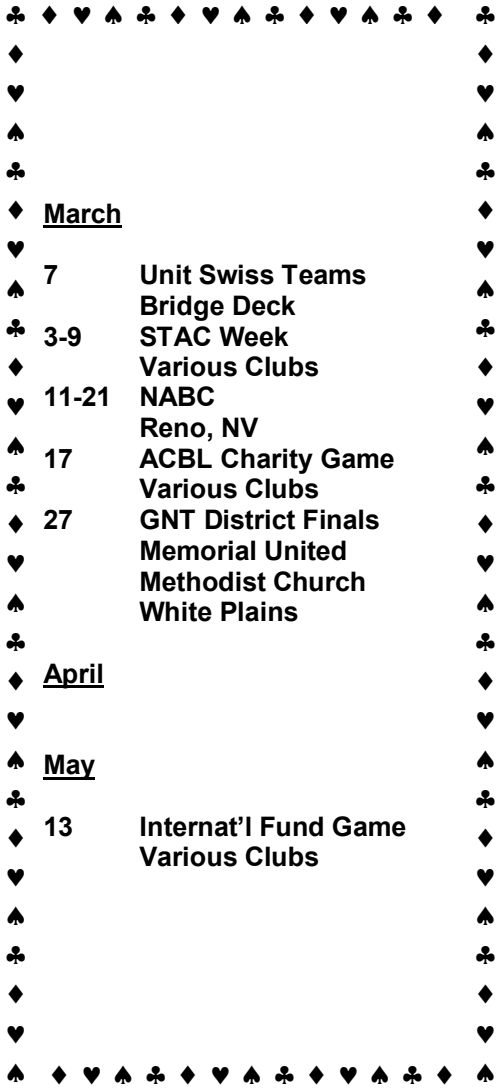 March
7 Unit Swiss Teams
Bridge Deck
3-9 STAC Week
Various Clubs
11-21 NABC
Reno, NV
17 ACBL Charity Game
Various Clubs
27 GNT District Finals
Memorial United
Methodist Church
White Plains
April
May
13 Internat’l Fund Game
Various Clubs